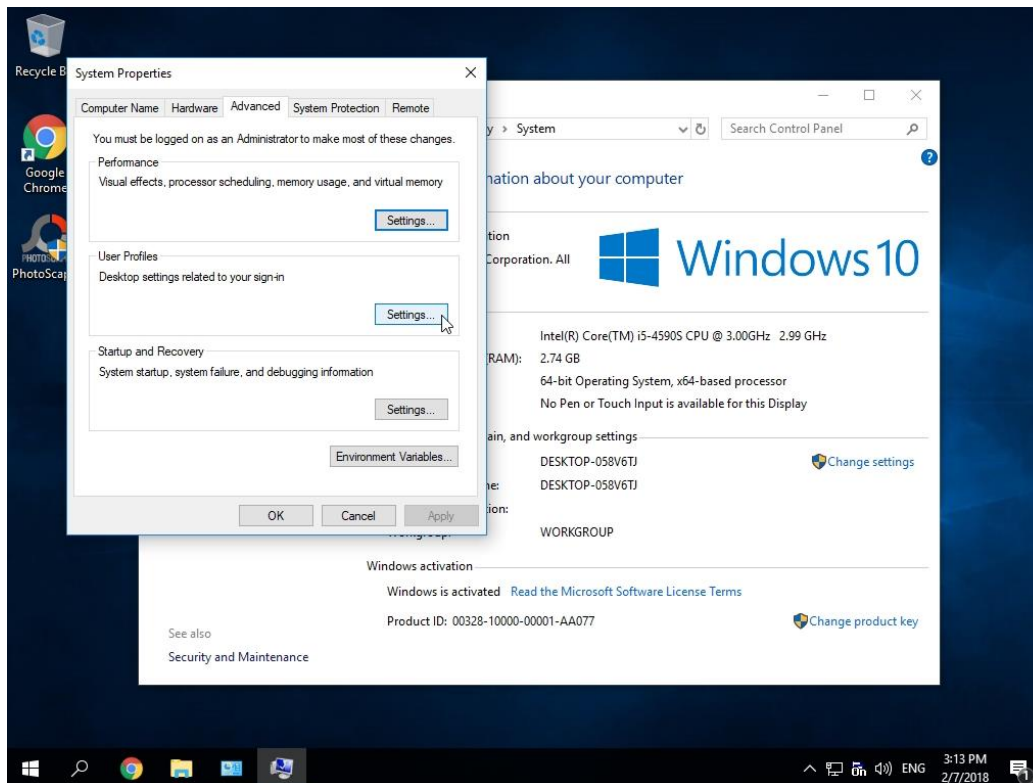 Recycle B
Google
Chrome
PHOTOSC
PhotoScap
System Properties
Computer Name Hardware Advanced System Protection Remote
You must be logged on as an Administrator to make most of these changes.
Performance
Visual effects, processor scheduling, memory usage, and virtual memory
Settings...
User Profiles
Desktop settings related to your sign-in
Settings...
Startup and Recovery
System startup, system failure, and debugging information
Settings...
Environment Variables...
OK Cancel Apply
y › System
Search Control Panel
nation about your computer
tion
Corporation. All
Windows 10
Intel(R) Core(TM) i5-4590S CPU @ 3.00GHz 2.99 GHz
RAM): 2.74 GB
64-bit Operating System, x64-based processor
No Pen or Touch Input is available for this Display
ain, and workgroup settings
DESKTOP-058V6TJ Change settings
ne: DESKTOP-058V6TJ
ion:
WORKGROUP
Windows activation
Windows is activated Read the Microsoft Software License Terms
Product ID: 00328-10000-00001-AA077 Change product key
See also
Security and Maintenance
ENG
3:13 PM
2/7/2018